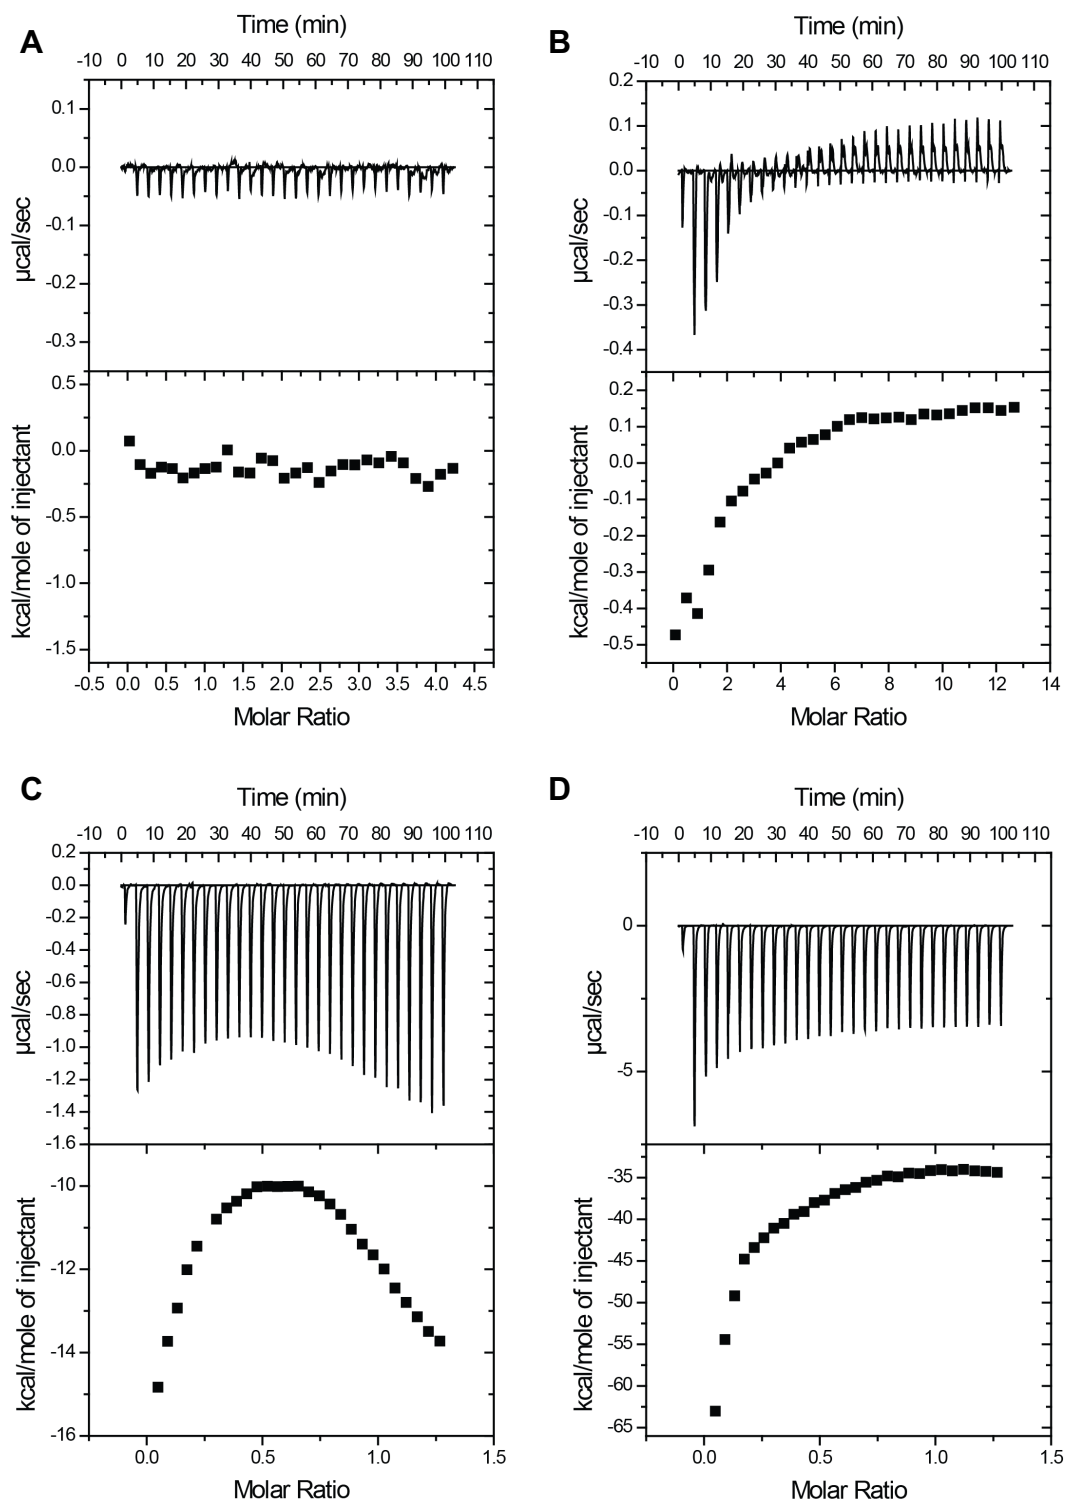 A
Time (min)
-10 0 10 20 30 40 50 60 70 80 90 100 110
0.1
0.0
-0.1
-0.2
-0.3
µcal/sec
0.5
0.0
-0.5
-1.0
-1.5
kcal/mole of injectant
-0.5 0.0 0.5 1.0 1.5 2.0 2.5 3.0 3.5 4.0 4.5
Molar Ratio
B
Time (min)
-10 0 10 20 30 40 50 60 70 80 90 100 110
0.2
0.1
0.0
-0.1
-0.2
-0.3
-0.4
µcal/sec
0.2
0.1
0.0
-0.1
-0.2
-0.3
-0.4
-0.5
kcal/mole of injectant
0 2 4 6 8 10 12 14
Molar Ratio
C
Time (min)
-10 0 10 20 30 40 50 60 70 80 90 100 110
0.2
0.0
-0.2
-0.4
-0.6
-0.8
-1.0
-1.2
-1.4
-1.6
µcal/sec
-10
-12
-14
-16
kcal/mole of injectant
0.0 0.5 1.0 1.5
Molar Ratio
D
Time (min)
-10 0 10 20 30 40 50 60 70 80 90 100 110
0
-5
µcal/sec
-35
-40
-45
-50
-55
-60
-65
kcal/mole of injectant
0.0 0.5 1.0 1.5
Molar Ratio